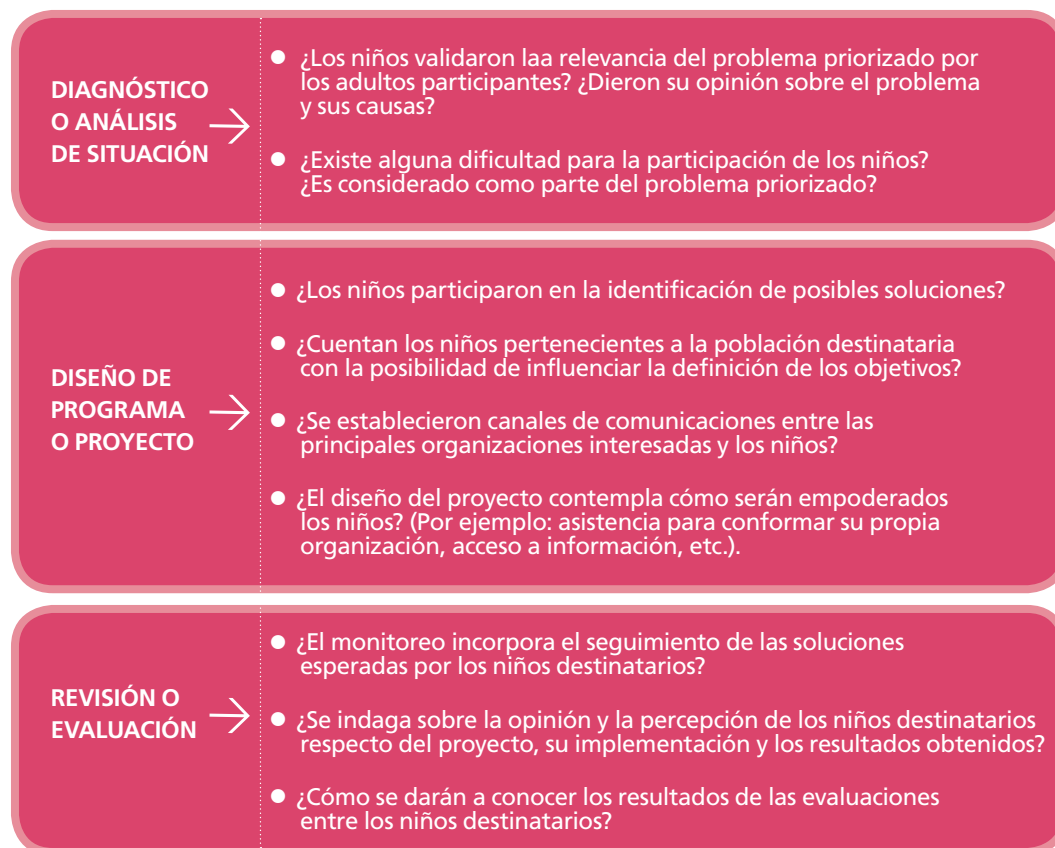 DIAGNÓSTICO
O ANÁLISIS
DE SITUACIÓN
● ¿Los niños validaron laa relevancia del problema priorizado por
los adultos participantes? ¿Dieron su opinión sobre el problema
y sus causas?
● ¿Existe alguna dificultad para la participación de los niños?
¿Es considerado como parte del problema priorizado?
DISEÑO DE
PROGRAMA
O PROYECTO
● ¿Los niños participaron en la identificación de posibles soluciones?
● ¿Cuentan los niños pertenecientes a la población destinataria
con la posibilidad de influenciar la definición de los objetivos?
● ¿Se establecieron canales de comunicaciones entre las
principales organizaciones interesadas y los niños?
● ¿El diseño del proyecto contempla cómo serán empoderados
los niños? (Por ejemplo: asistencia para conformar su propia
organización, acceso a información, etc.).
REVISIÓN O
EVALUACIÓN
● ¿El monitoreo incorpora el seguimiento de las soluciones
esperadas por los niños destinatarios?
● ¿Se indaga sobre la opinión y la percepción de los niños destinatarios
respecto del proyecto, su implementación y los resultados obtenidos?
● ¿Cómo se darán a conocer los resultados de las evaluaciones
entre los niños destinatarios?